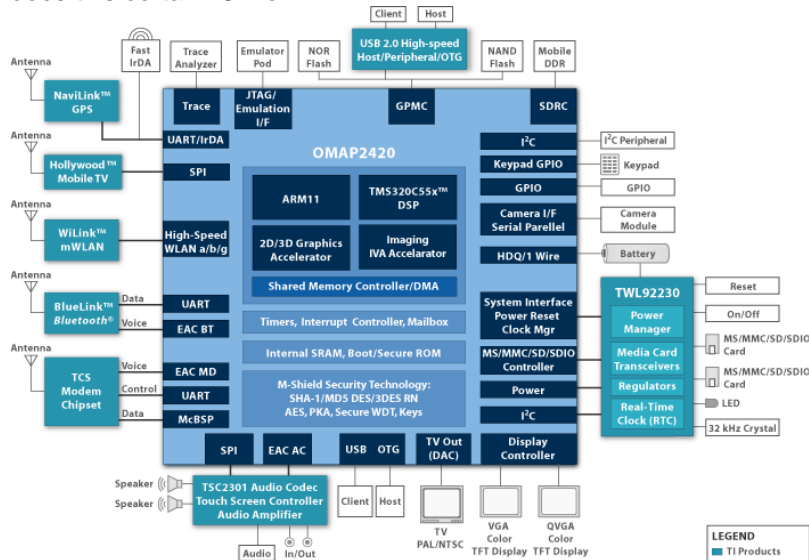 Client
Host
USB 2.0 High-speed
Host/Peripheral/OTG
Fast
IrDA
Trace
Analyzer
Emulator
Pod
NOR
Flash
NAND
Flash
Mobile
DDR
Antenna
NaviLink™
GPS
Trace
JTAG/
Emulation
I/F
GPMC
SDRC
UART/IrDA
OMAP2420
I²C
I²C Peripheral
Antenna
Hollywood™
Mobile TV
SPI
Keypad GPIO
Keypad
ARM11
TMS320C55x™
DSP
GPIO
GPIO
Antenna
WiLink™
mWLAN
High-Speed
WLAN a/b/g
2D/3D Graphics
Accelerator
Imaging
IVA Accelarator
Camera I/F
Serial Parellel
Camera
Module
HDQ/1 Wire
Battery
Shared Memory Controller/DMA
Antenna
BlueLink™
Bluetooth®
Data
Voice
UART
EAC BT
Timers, Interrupt Controller, Mailbox
System Interface
Power Reset
Clock Mgr
TWL92230
Power
Manager
Reset
On/Off
Internal SRAM, Boot/Secure ROM
MS/MMC/SD/SDIO
Controller
Media Card
Transceivers
MS/MMC/SD/SDIO
Card
Antenna
TCS
Modem
Chipset
Voice
Control
Data
EAC MD
UART
McBSP
M-Shield Security Technology:
SHA-1/MD5 DES/3DES RN
AES, PKA, Secure WDT, Keys
Power
Regulators
MS/MMC/SD/SDIO
Card
I²C
Real-Time
Clock (RTC)
LED
32 kHz Crystal
SPI
EAC AC
USB
OTG
TV Out
(DAC)
Display
Controller
Speaker
Speaker
TSC2301 Audio Codec
Touch Screen Controller
Audio Amplifier
Client
Host
Audio
In/Out
TV
PAL/NTSC
VGA
Color
TFT Display
QVGA
Color
TFT Display
LEGEND
TI Products